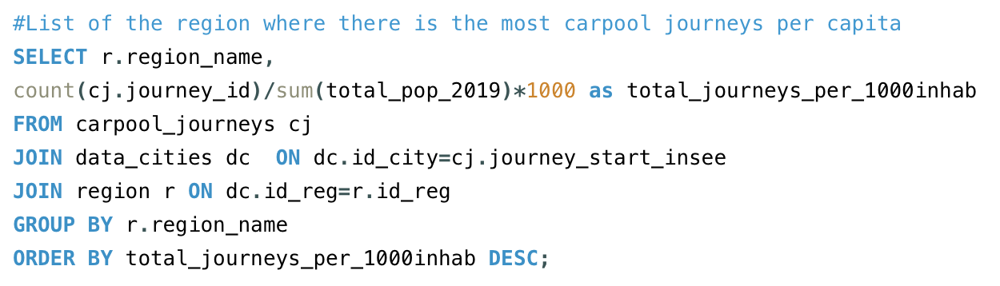 #List of the region where there is the most carpool journeys per capita
SELECT r.region_name,
count(cj.journey_id)/sum(total_pop_2019)*1000 as total_journeys_per_1000inhab
FROM carpool_journeys cj
JOIN data_cities dc  ON dc.id_city=cj.journey_start_insee
JOIN region r ON dc.id_reg=r.id_reg
GROUP BY r.region_name
ORDER BY total_journeys_per_1000inhab DESC;